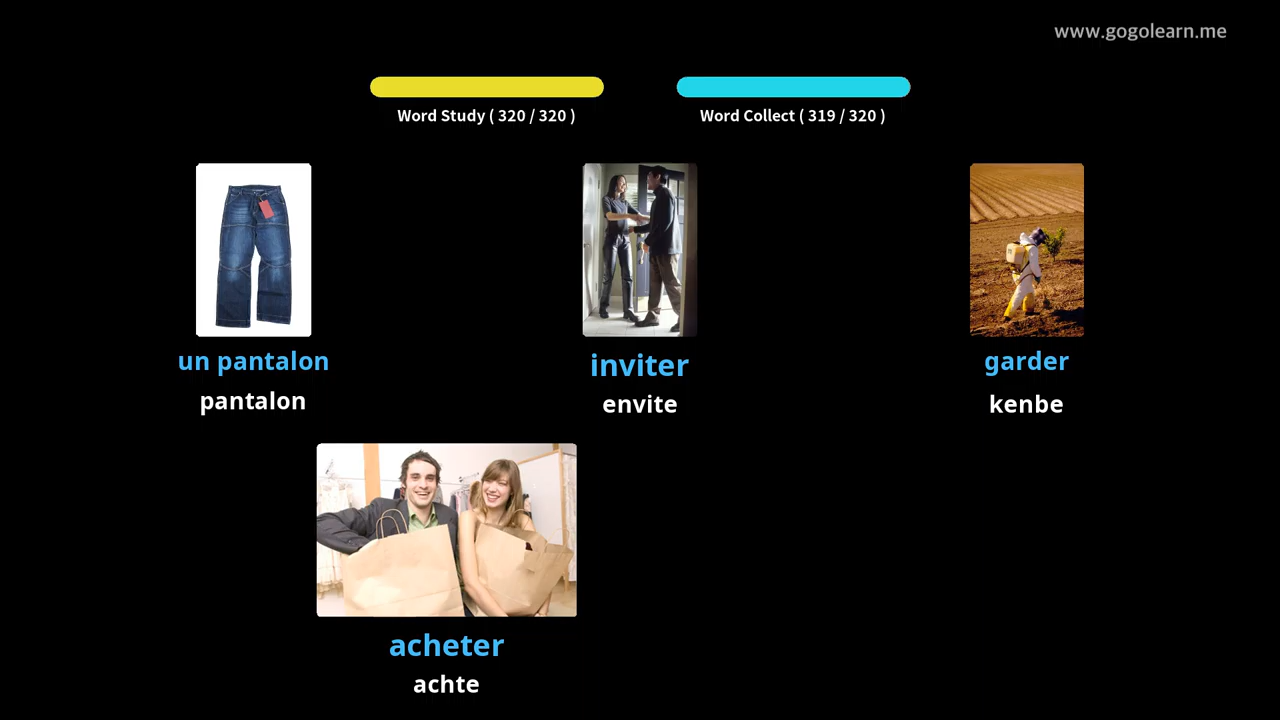 www.gogolearn.me
Word Study ( 320 / 320 )
Word Collect ( 319 / 320 )
un pantalon
pantalon
inviter
envite
garder
kenbe
acheter
achte